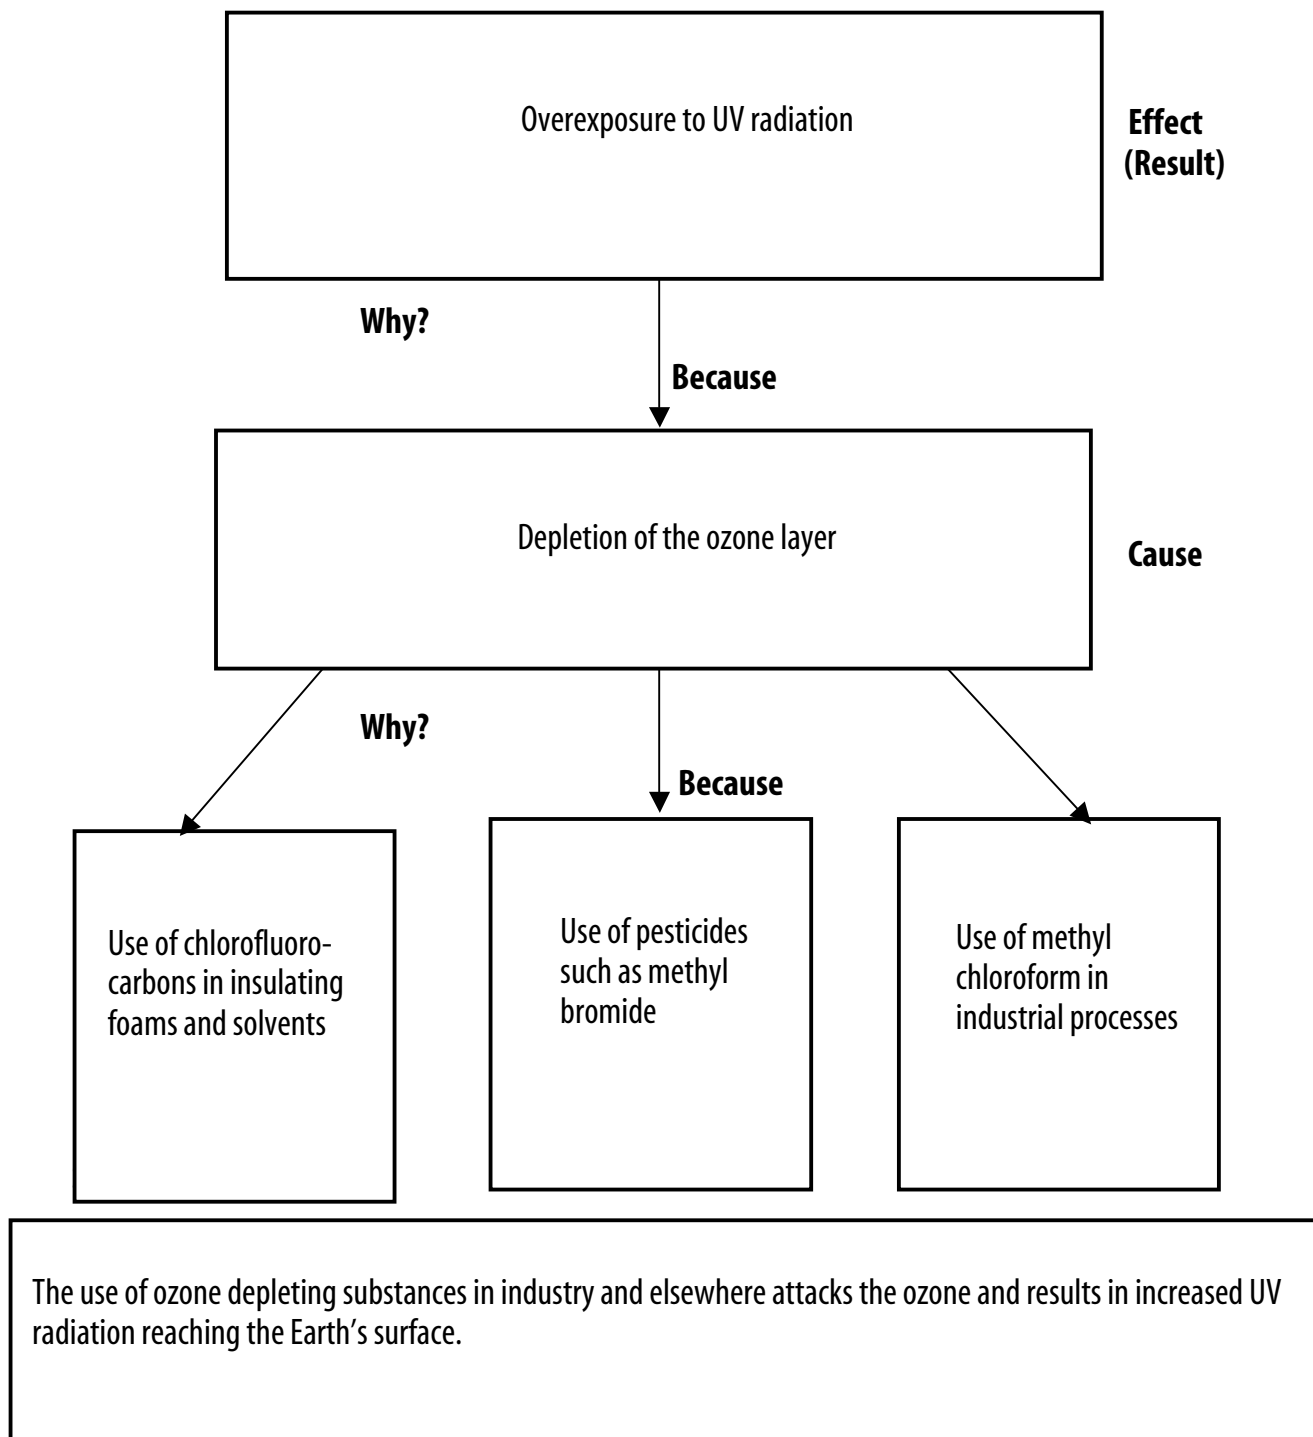 Overexposure to UV radiation
Effect
(Result)
Why?
Because
Depletion of the ozone layer
Cause
Why?
Because
Use of chlorofluoro-
carbons in insulating
foams and solvents
Use of pesticides
such as methyl
bromide
Use of methyl
chloroform in
industrial processes
The use of ozone depleting substances in industry and elsewhere attacks the ozone and results in increased UV
radiation reaching the Earth’s surface.